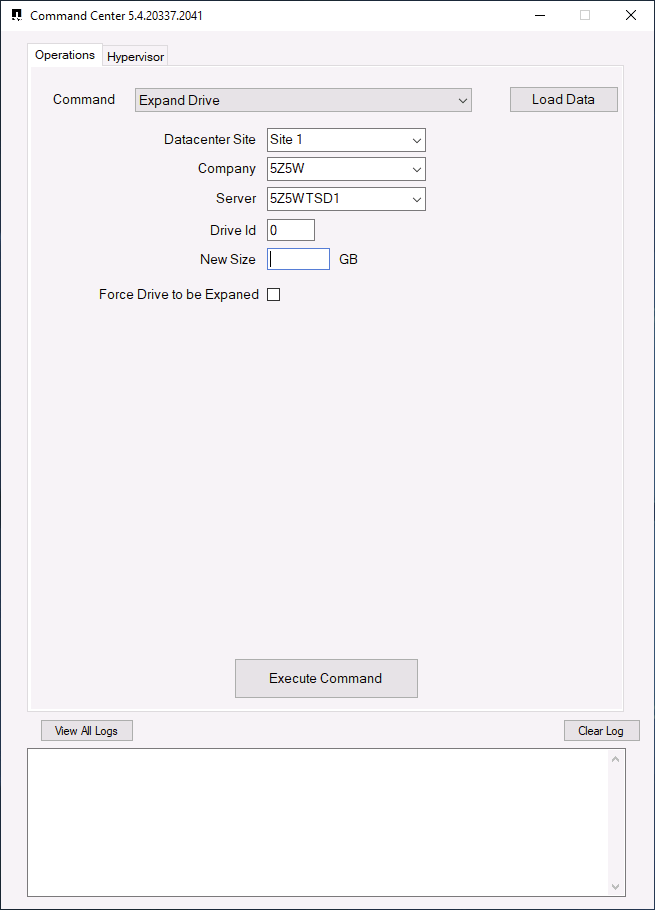 Command Center 5.4.20337.2041
Operations Hypervisor
Command Expand Drive Load Data
Datacenter Site Site 1
Company 5Z5W
Server 5Z5WTSD1
Drive Id 0
New Size GB
Force Drive to be Expaned
Execute Command
View All Logs Clear Log